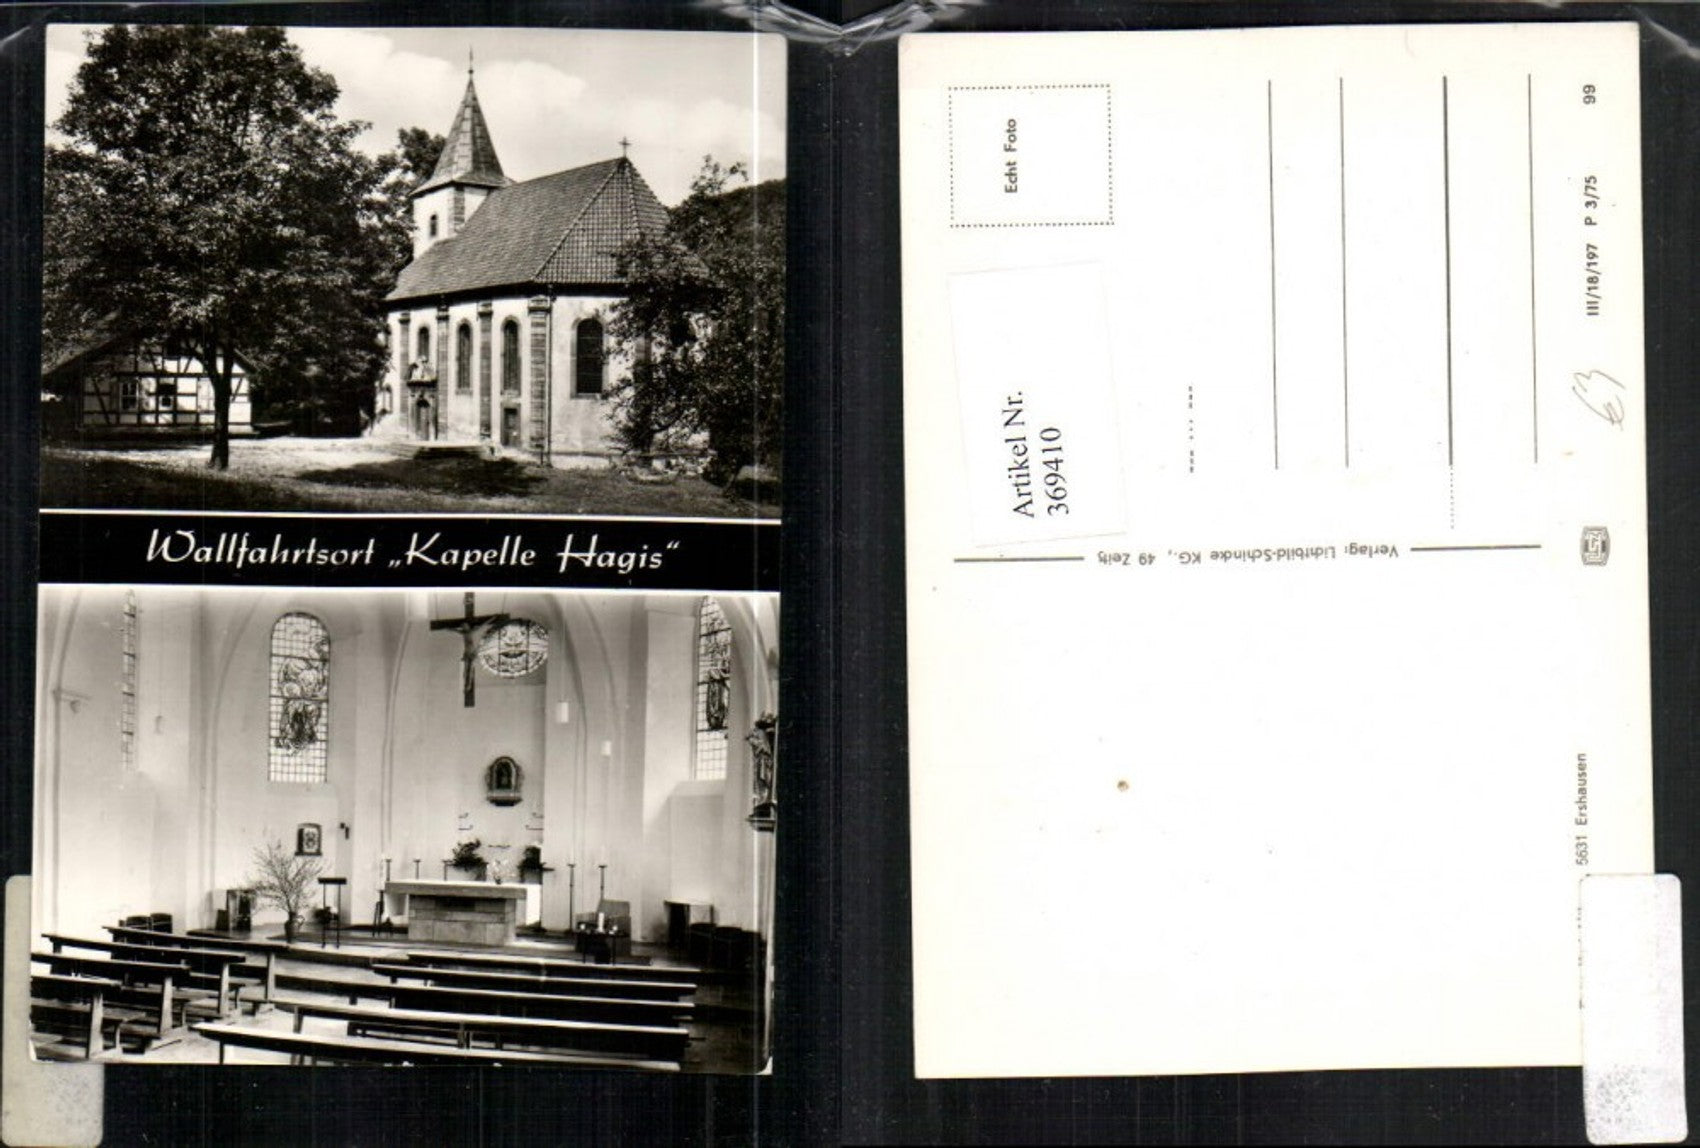 Wallfahrtsort „Kapelle Hagis“
Echt Foto
Artikel Nr.
369410
Verlag: Lichtbild-Schincke KG., 49 Zeitz
III/18/197 P 3/75 99
€3
5631 Ershausen